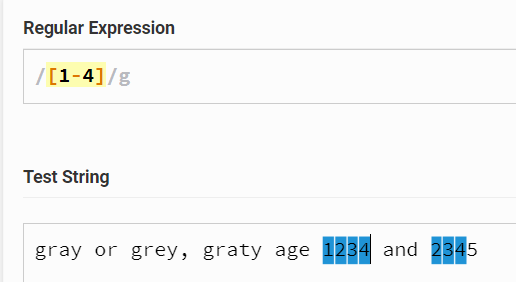 Regular Expression
/[1-4]/g
Test String
gray or grey, graty age 1234 and 2345